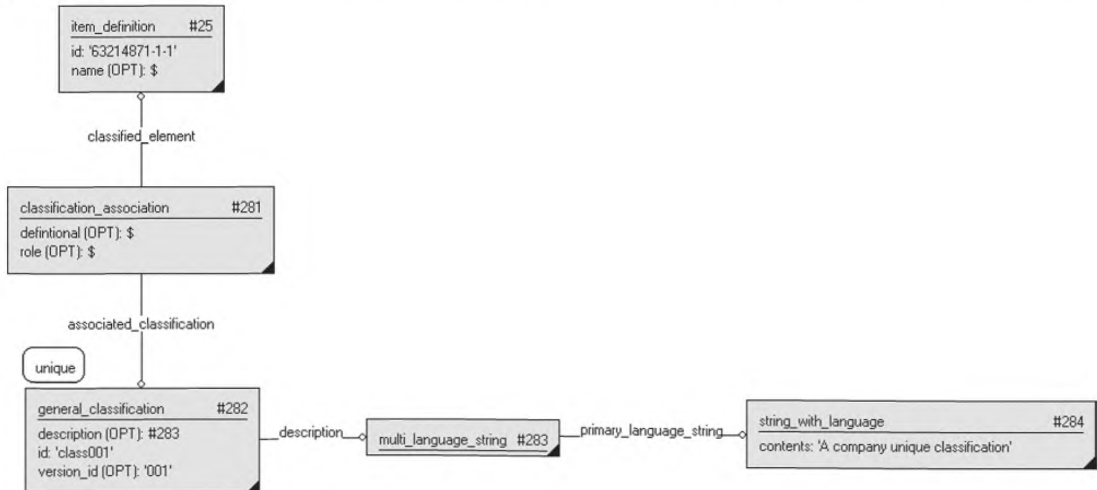 item_definition #25
id: '63214871-1-1'
name (OPT): $
classified_element
classification_association #281
defintional (OPT): $
role (OPT): $
associated_classification
unique
general_classification #282
description (OPT): #283
id: 'class001'
version_id (OPT): '001'
description
multi_language_string #283
primary_language_string
string_with_language #284
contents: 'A company unique classification'